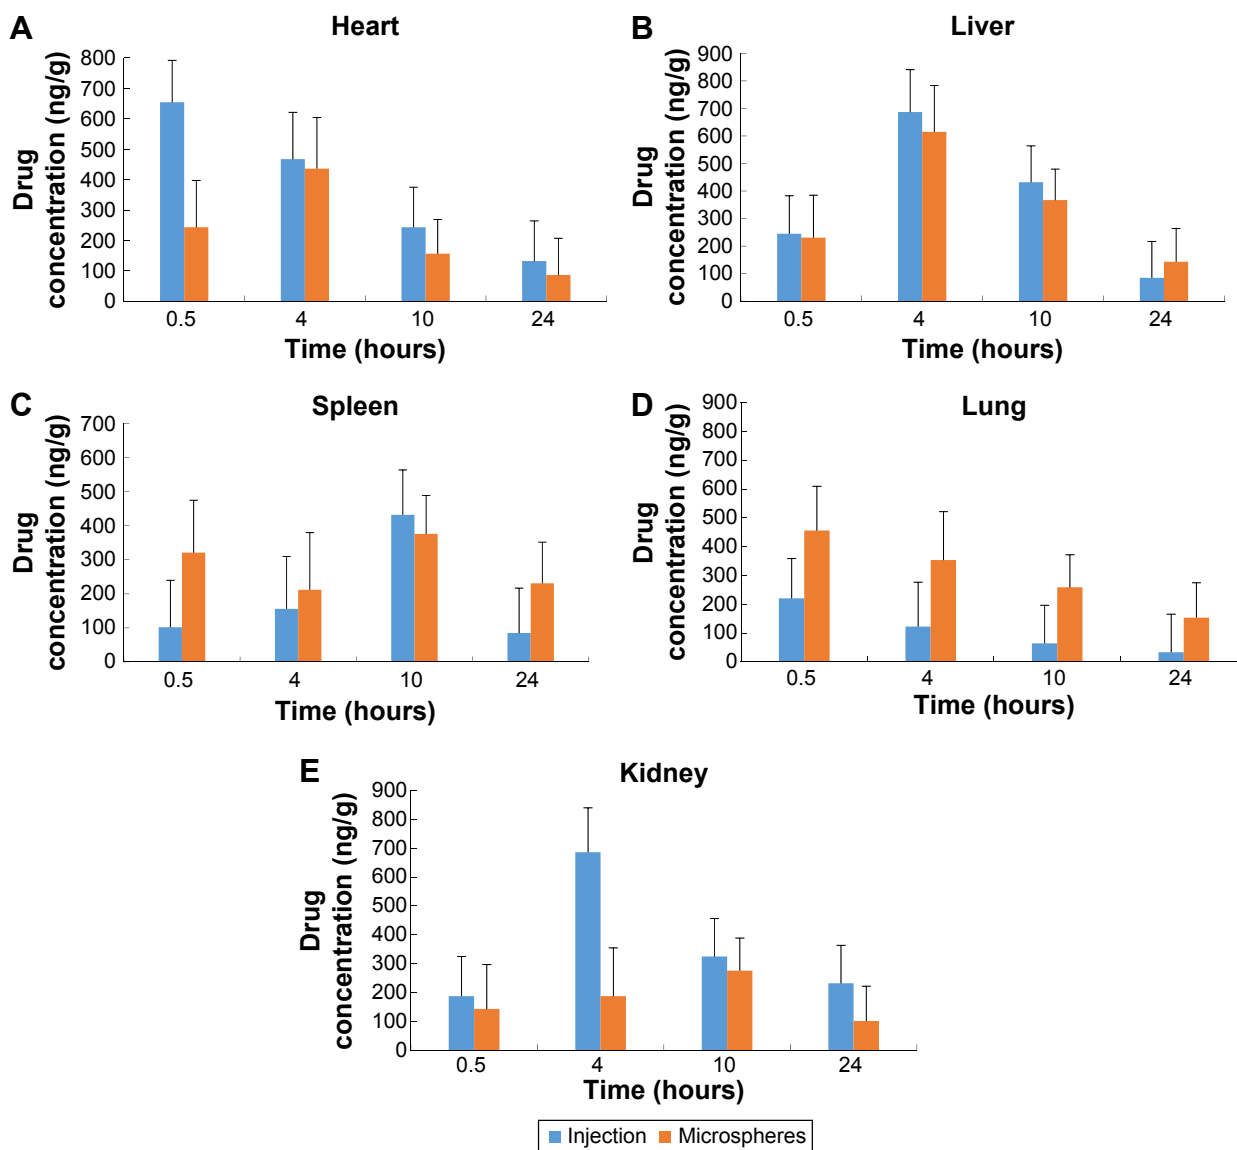 A
Heart
Drug
concentration (ng/g)
800
700
600
500
400
300
200
100
0
0.5 4 10 24
Time (hours)
B
Liver
Drug
concentration (ng/g)
900
800
700
600
500
400
300
200
100
0
0.5 4 10 24
Time (hours)
C
Spleen
Drug
concentration (ng/g)
700
600
500
400
300
200
100
0
0.5 4 10 24
Time (hours)
D
Lung
Drug
concentration (ng/g)
900
800
700
600
500
400
300
200
100
0
0.5 4 10 24
Time (hours)
E
Kidney
Drug
concentration (ng/g)
900
800
700
600
500
400
300
200
100
0
0.5 4 10 24
Time (hours)
Injection Microspheres